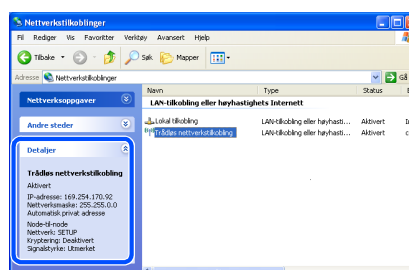 Nettverkstilkoblinger
Fil Rediger Vis Favoritter Verktøy Avansert Hjelp
Tilbake Søk Mapper
Adresse Nettverkstilkoblinger Gå
Navn Type Status
Nettverksoppgaver
LAN-tilkobling eller høyhastighets Internett
Andre steder
Lokal tilkobling LAN-tilkobling eller høyhasti... Aktivert
Trådløs nettverkstilkobling LAN-tilkobling eller høyhasti... Aktivert
Detaljer
Trådløs nettverkstilkobling
Aktivert
IP-adresse: 169.254.170.92
Nettverksmaske: 255.255.0.0
Automatisk privat adresse
Node-til-node
Nettverk: SETUP
Kryptering: Deaktivert
Signalstyrke: Utmerket